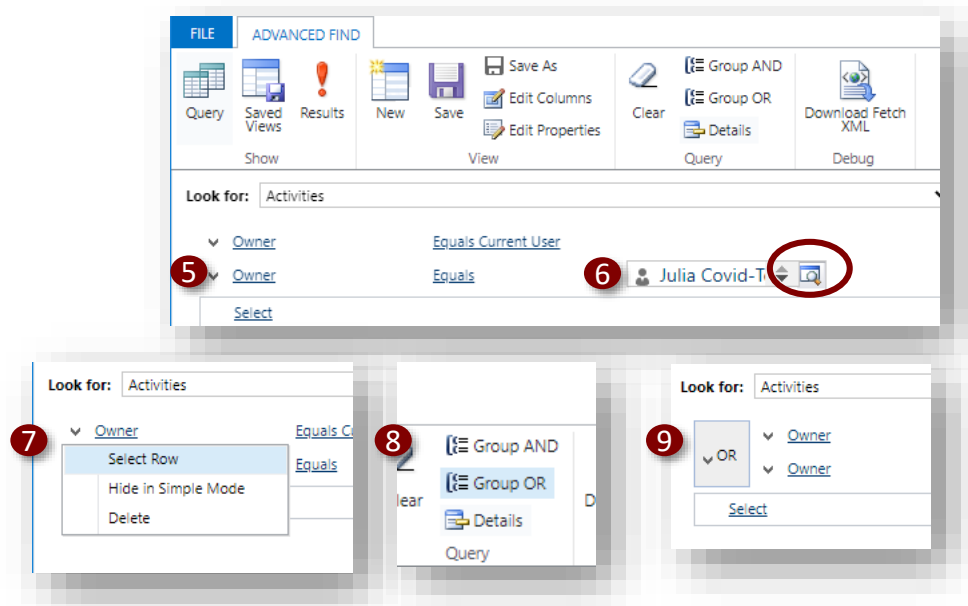 FILE ADVANCED FIND
Query
Saved Views
Results
Show
New
Save
Save As
Edit Columns
Edit Properties
View
Clear
Group AND
Group OR
Details
Query
Download Fetch XML
Debug
Look for: Activities
Owner Equals Current User
5 Owner Equals 6 Julia Covid-T
Select
7
Look for: Activities
Owner
Select Row
Hide in Simple Mode
Delete
Equals
8
Group AND
Group OR
Details
Query
9
Look for: Activities
OR
Owner
Owner
Select